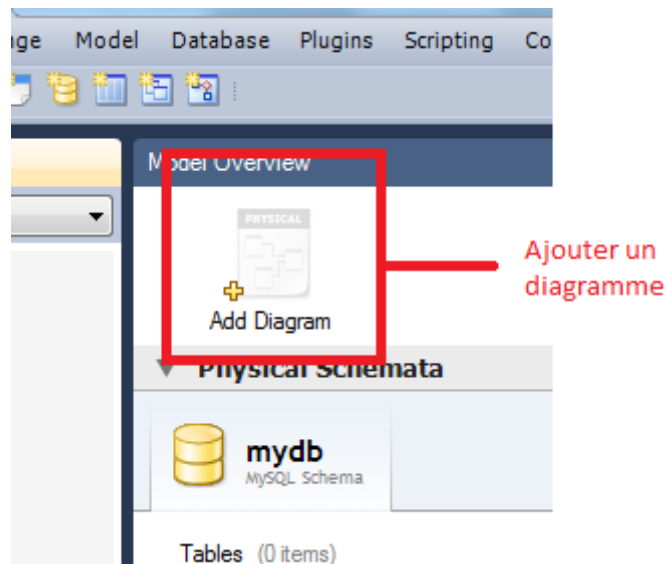 ge Model Database Plugins Scripting Co
Model Overview
PHYSICAL
Add Diagram
Ajouter un
diagramme
Physical Schemata
mydb
MySQL Schema
Tables (0 items)